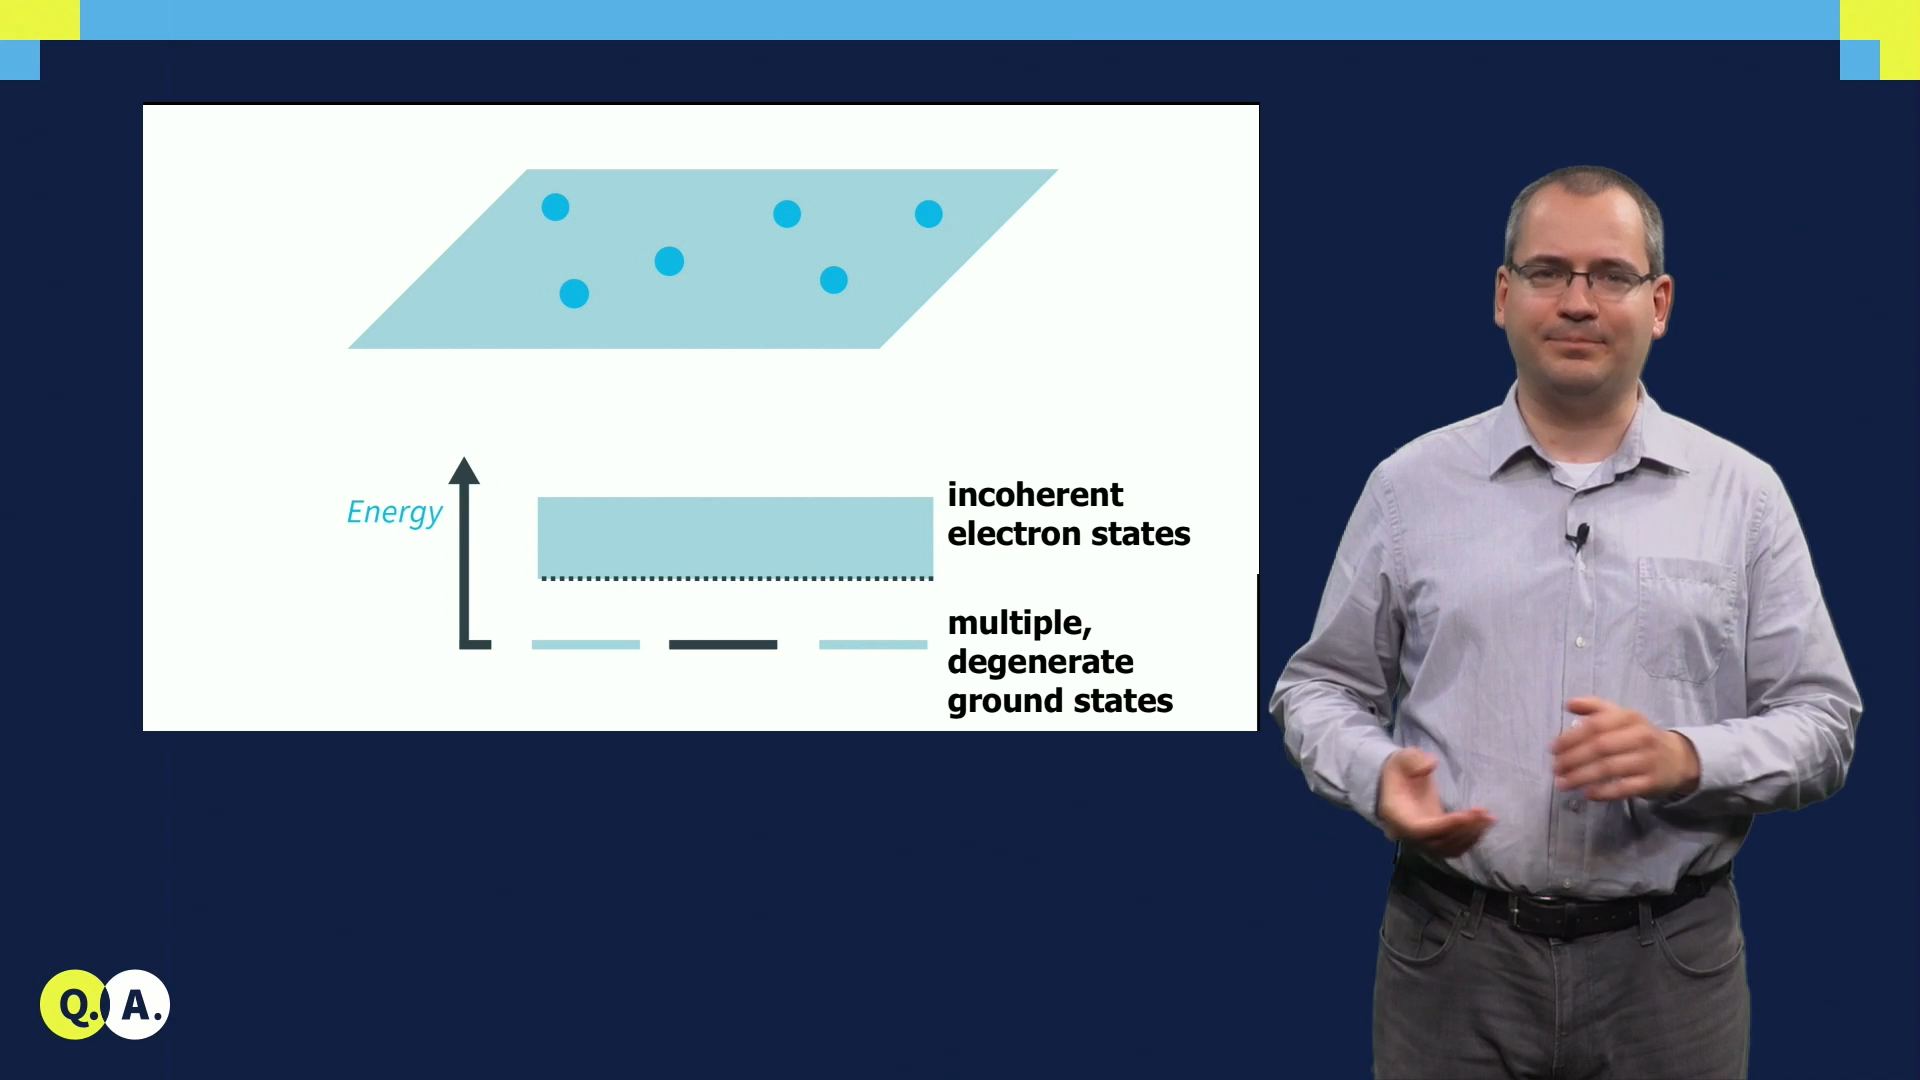 Energy
incoherent
electron states
multiple,
degenerate
ground states
Q. A.